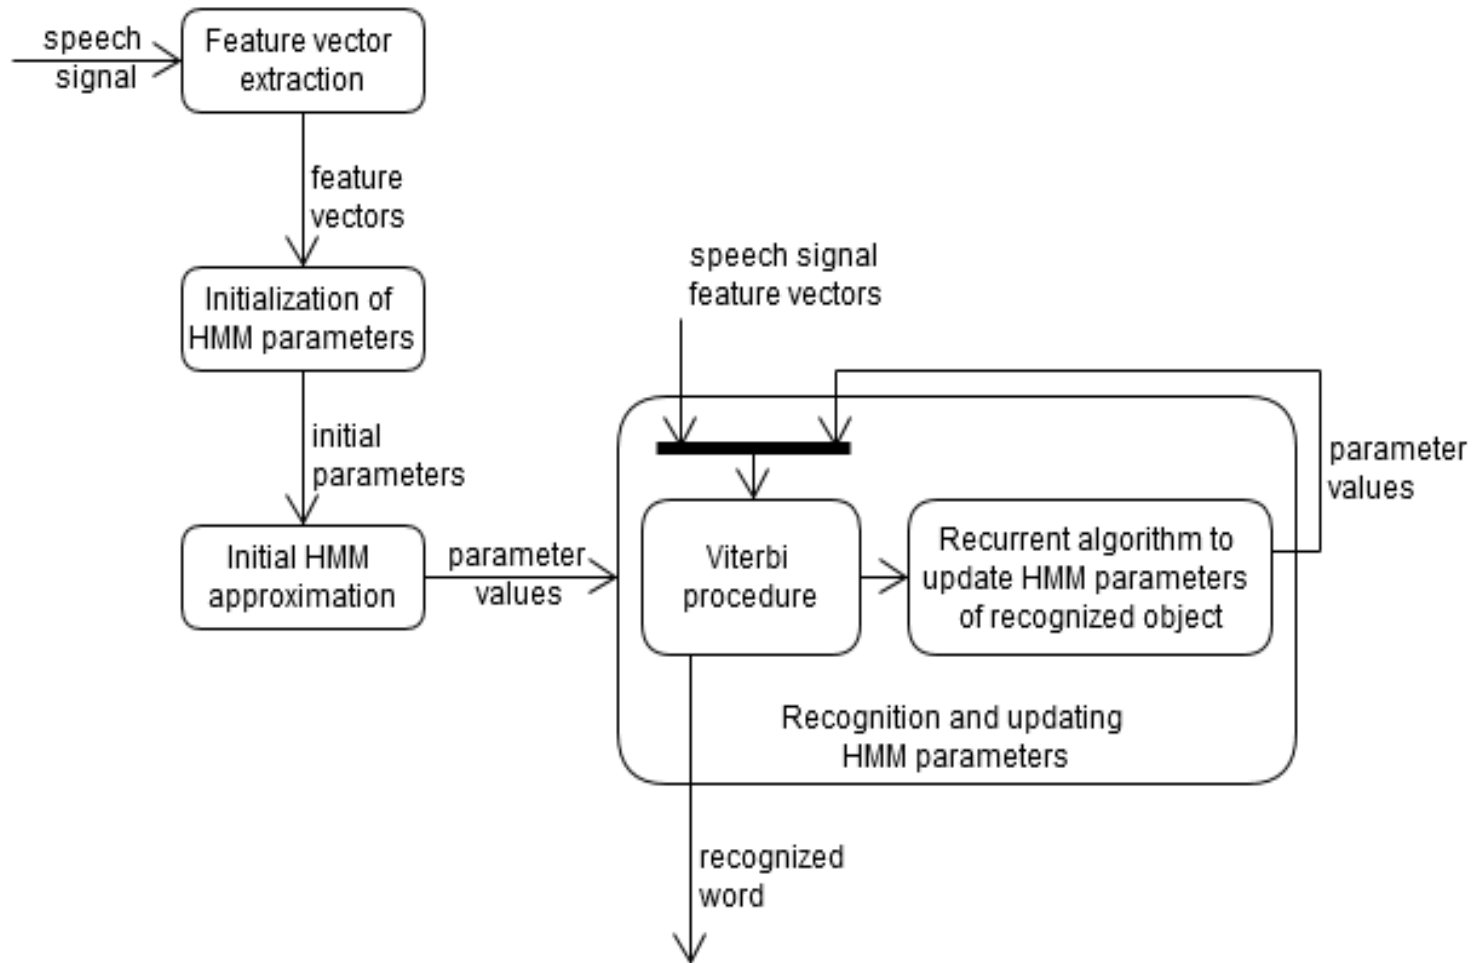 speech
signal
Feature vector
extraction
feature
vectors
Initialization of
HMM parameters
initial
parameters
Initial HMM
approximation
parameter
values
speech signal
feature vectors
Viterbi
procedure
Recurrent algorithm to
update HMM parameters
of recognized object
parameter
values
Recognition and updating
HMM parameters
recognized
word